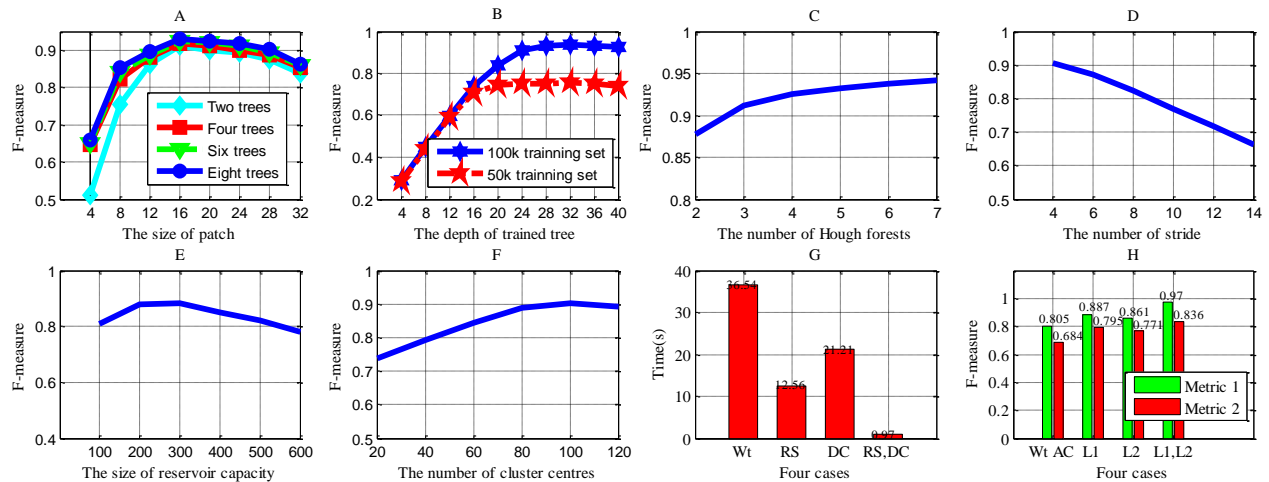 A
F-measure
0.9
0.8
0.7
0.6
0.5
Two trees
Four trees
Six trees
Eight trees
4 8 12 16 20 24 28 32
The size of patch
B
F-measure
1
0.8
0.6
0.4
0.2
100k trainning set
50k trainning set
4 8 12 16 20 24 28 32 36 40
The depth of trained tree
C
F-measure
1
0.95
0.9
0.85
0.8
2 3 4 5 6 7
The number of Hough forests
D
F-measure
1
0.9
0.8
0.7
0.6
0.5
4 6 8 10 12 14
The number of stride
E
F-measure
1
0.8
0.6
0.4
100 200 300 400 500 600
The size of reservoir capacity
F
F-measure
1
0.9
0.8
0.7
0.6
0.5
20 40 60 80 100 120
The number of cluster centres
G
Time(s)
40
30
20
10
0
36.54
12.56
21.21
0.97
Wt RS DC RS,DC
Four cases
H
F-measure
1
0.8
0.6
0.4
0.2
0
0.805
0.684
0.887
0.795
0.861
0.771
0.97
0.836
Metric 1
Metric 2
Wt AC L1 L2 L1,L2
Four cases